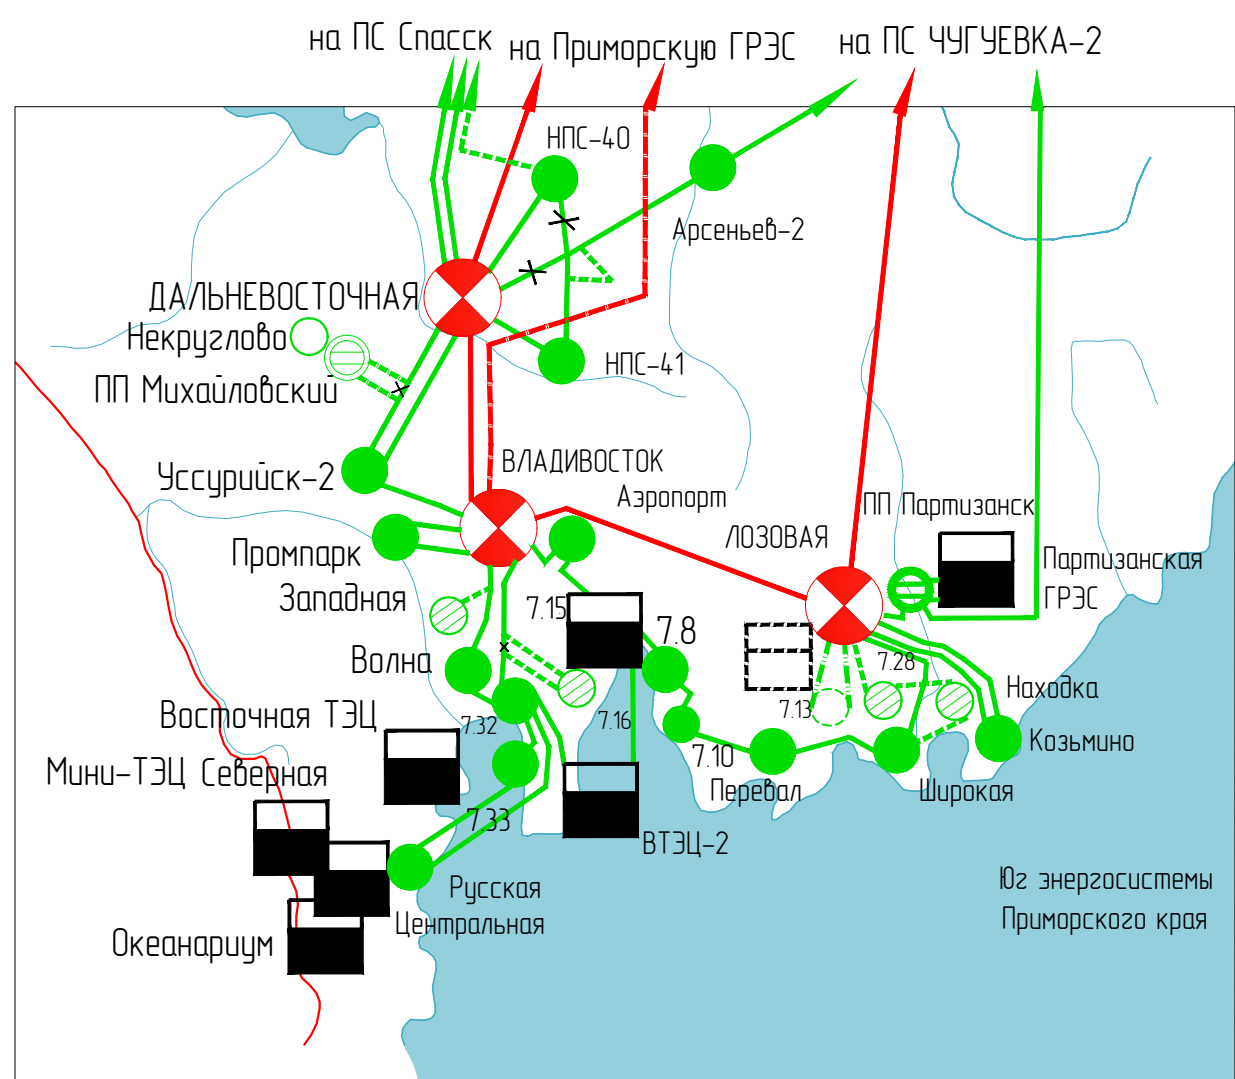 на ПС Спасск
на Приморскую ГРЭС
на ПС ЧУГУЕВКА-2
НПС-40
Арсеньев-2
ДАЛЬНЕВОСТОЧНАЯ
Некруглово
НПС-41
ПП Михайловский
ВЛАДИВОСТОК
Уссурийск-2
Аэропорт
ПП Партизанск
ЛОЗОВАЯ
Промпарк
Партизанская
ГРЭС
Западная
7.15
7.8
Волна
7.28
Находка
Восточная ТЭЦ
7.32
7.16
7.13
Козьмино
7.10
Мини-ТЭЦ Северная
Перевал
Широкая
7.33
ВТЭЦ-2
Русская
Юг энергосистемы
Приморского края
Центральная
Океанариум